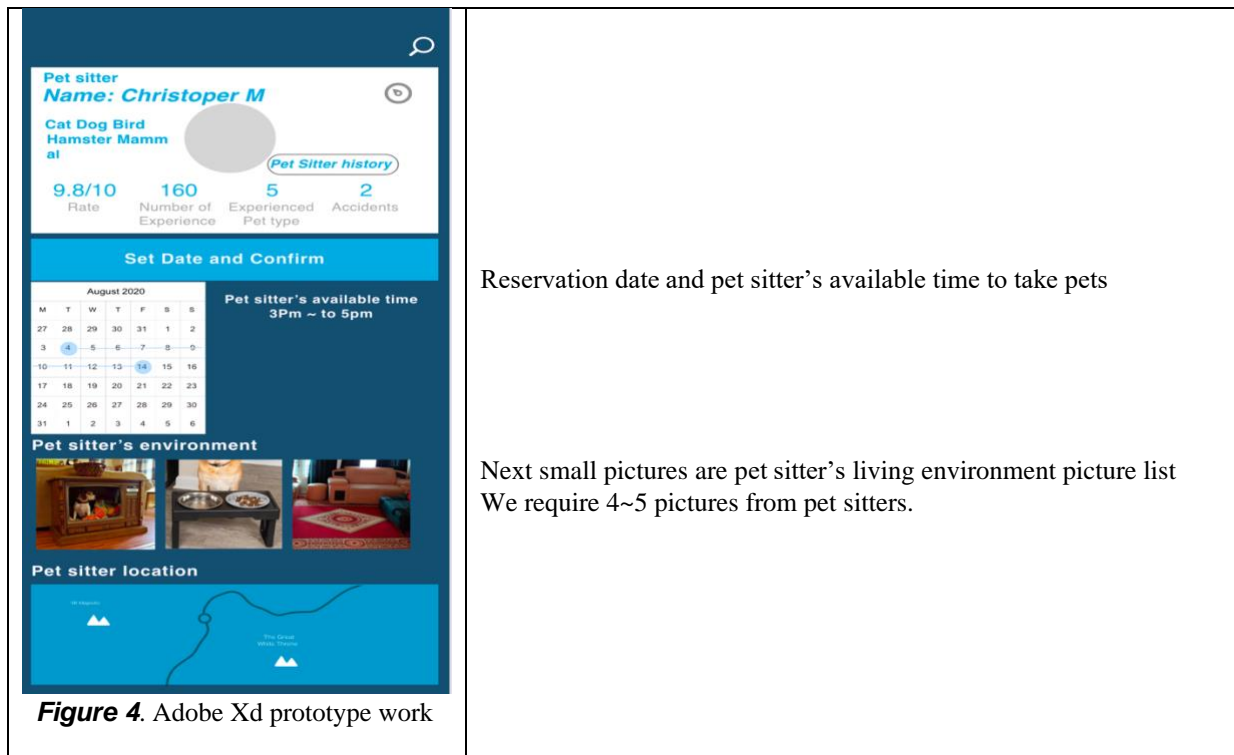 Pet sitter
Name: Christoper M
Cat Dog Bird
Hamster Mamm
al
Pet Sitter history
9.8/10 160 5 2
Rate Number of Experienced Accidents
Experience Pet type
Set Date and Confirm
August 2020
M T W T F S S
27 28 29 30 31 1 2
3 4 5 6 7 8 9
10 11 12 13 14 15 16
17 18 19 20 21 22 23
24 25 26 27 28 29 30
31 1 2 3 4 5 6
Pet sitter's available time
3Pm ~ to 5pm
Pet sitter's environment
Pet sitter location
The Great
White Throne
Figure 4. Adobe Xd prototype work
Reservation date and pet sitter's available time to take pets
Next small pictures are pet sitter's living environment picture list
We require 4~5 pictures from pet sitters.